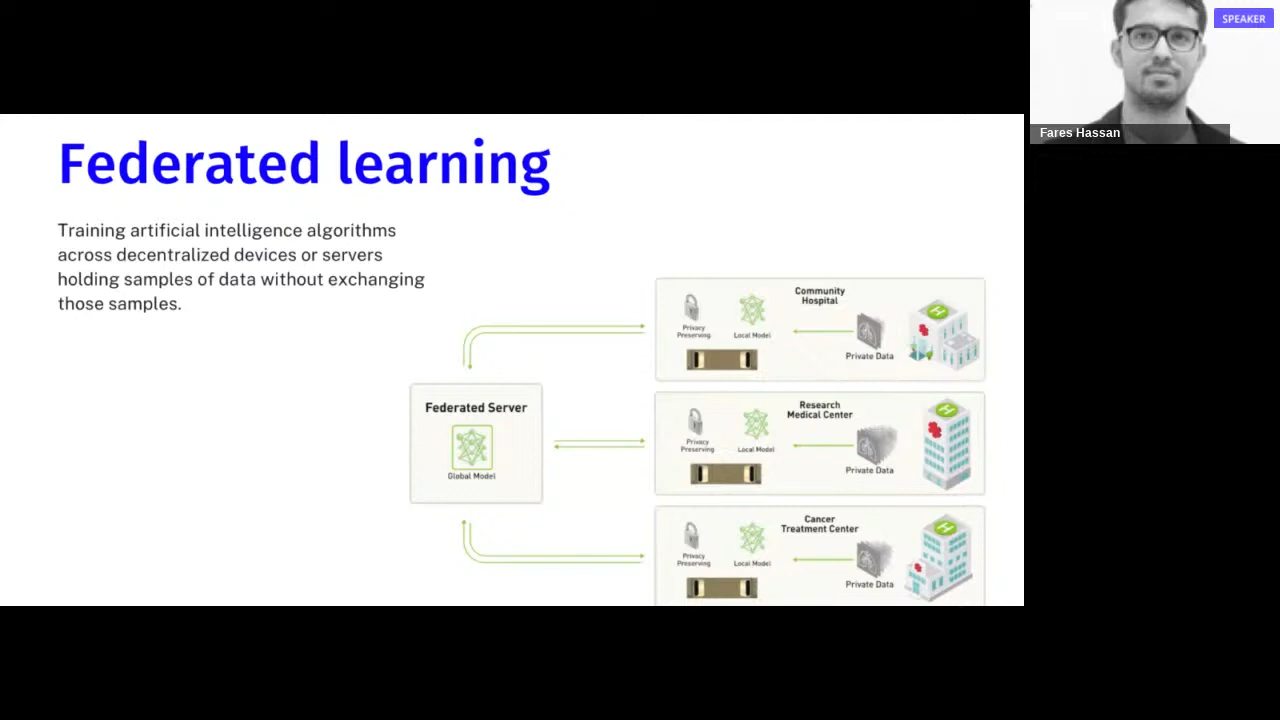 SPEAKER
Fares Hassan
Federated learning
Training artificial intelligence algorithms
across decentralized devices or servers
holding samples of data without exchanging
those samples.
Federated Server
Global Model
Community
Hospital
Privacy
Preserving
Local Model
Private Data
H
Research
Medical Center
Privacy
Preserving
Local Model
Private Data
H
Cancer
Treatment Center
Privacy
Preserving
Local Model
Private Data
H